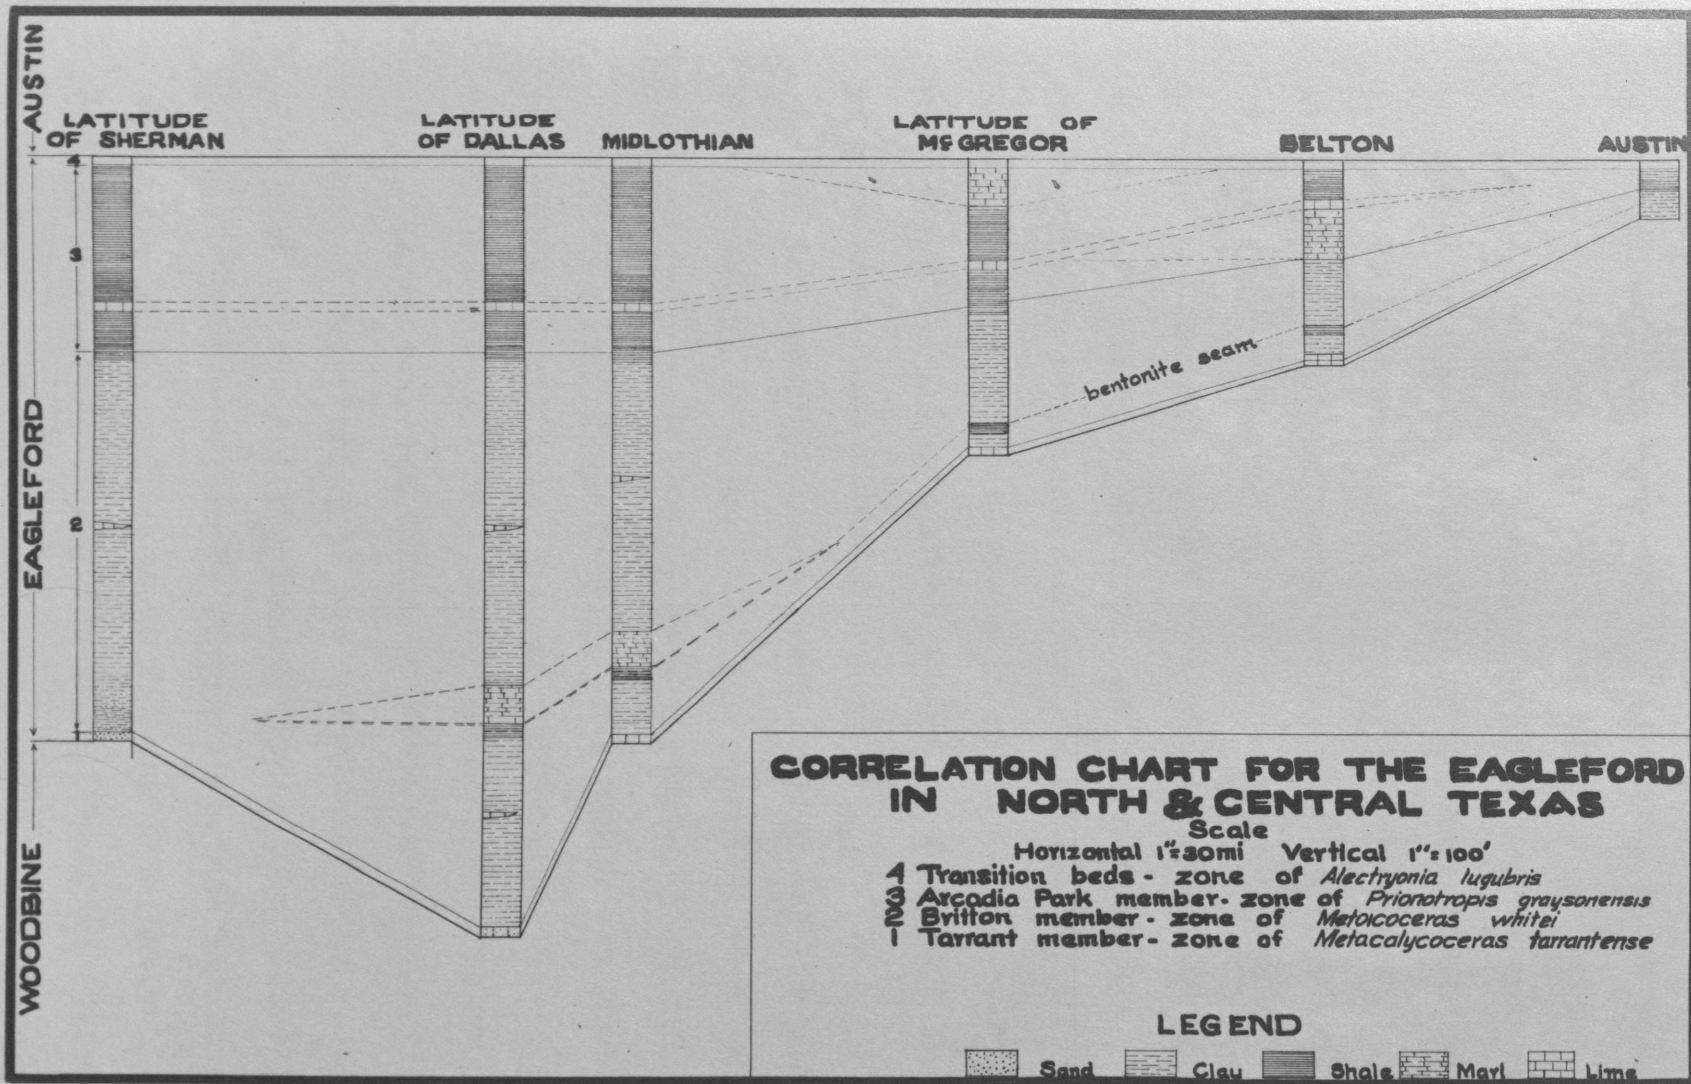 AUSTIN
EAGLEFORD
WOODBINE
LATITUDE
OF SHERMAN
LATITUDE
OF DALLAS
MIDLOTHIAN
LATITUDE OF
McGREGOR
BELTON
AUSTIN
4
3
2
1
bentonite seam
CORRELATION CHART FOR THE EAGLEFORD
IN NORTH & CENTRAL TEXAS
Scale
Horizontal 1"=30mi Vertical 1"=100'
4 Transition beds - zone of Alectryonia lugubris
3 Arcadia Park member - zone of Prionotropis graysonensis
2 Britton member - zone of Metoicoceras whitei
1 Tarrant member - zone of Metacalycoceras tarrantense
LEGEND
Sand Clay Shale Marl Lime